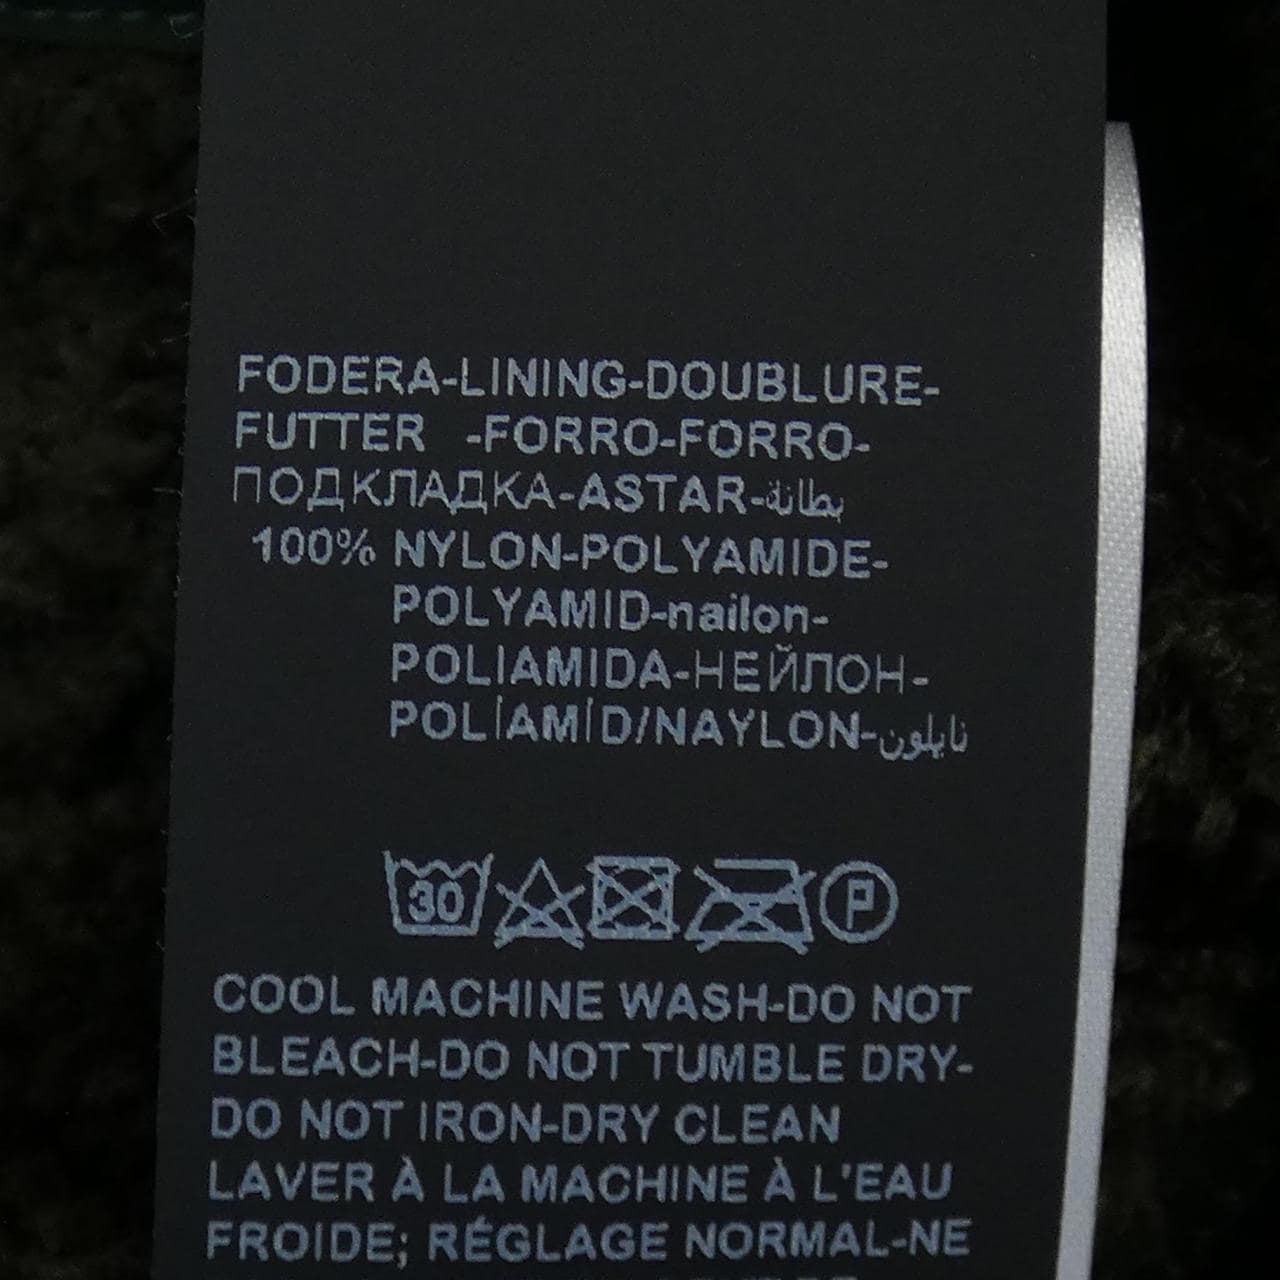 FODERA-LINING-DOUBLURE-
FUTTER -FORRO-FORRO-
ПОДКЛАДКА-ASTAR-بطانة
100% NYLON-POLYAMIDE-
POLYAMID-nailon-
POLIAMIDA-НЕЙЛОН-
POLİAMİD/NAYLON-نايلون
30 P
COOL MACHINE WASH-DO NOT
BLEACH-DO NOT TUMBLE DRY-
DO NOT IRON-DRY CLEAN
LAVER À LA MACHINE À L'EAU
FROIDE; RÉGLAGE NORMAL-NE